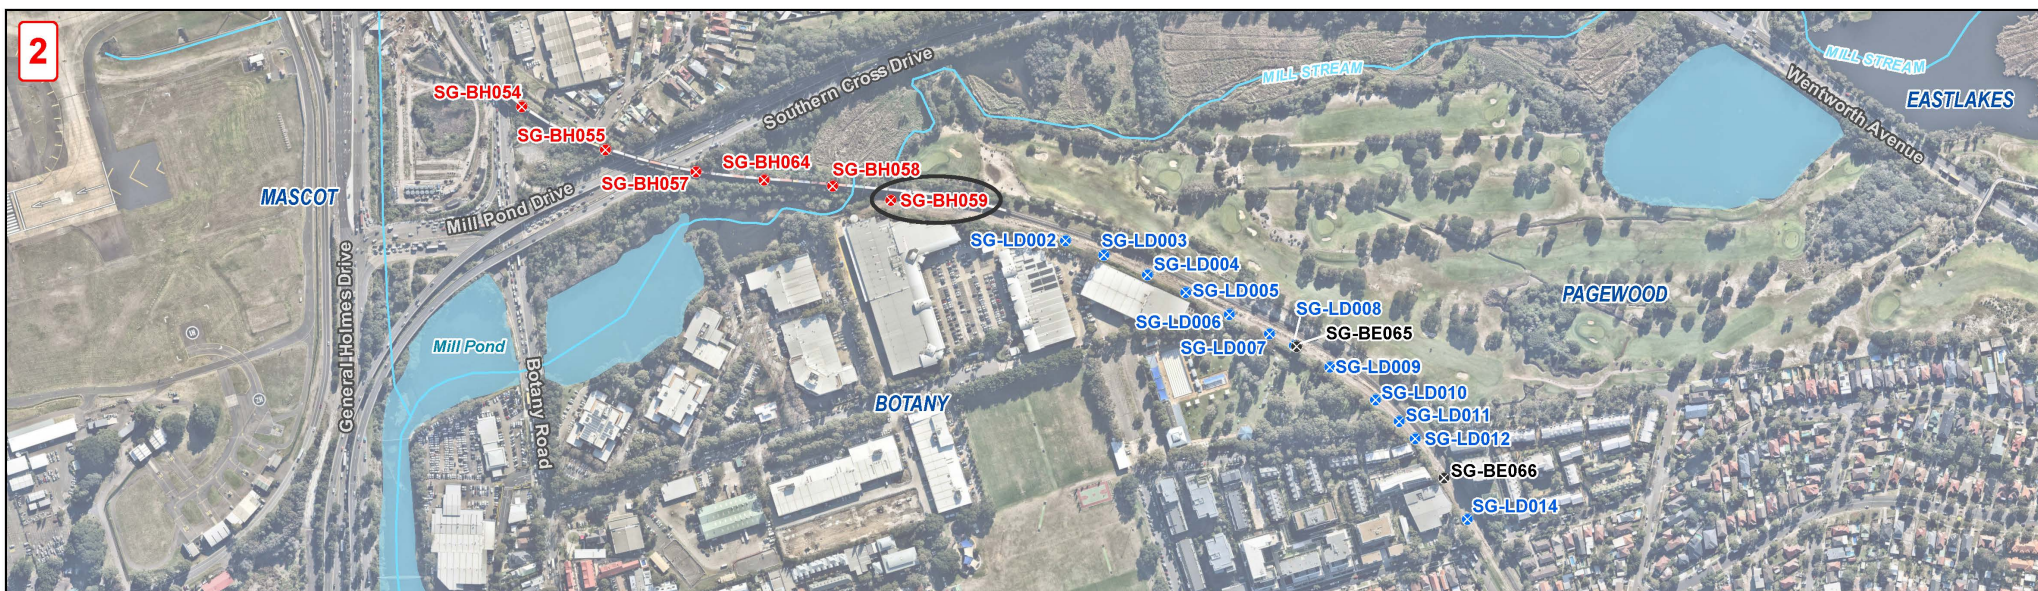 2
MILL STREAM
MILL STREAM
Wentworth Avenue
EASTLAKES
Southern Cross Drive
SG-BH054
SG-BH055
SG-BH064
SG-BH058
SG-BH057
SG-BH059
MASCOT
Mill Pond Drive
General Holmes Drive
SG-LD002
SG-LD003
SG-LD004
SG-LD005
SG-LD006
SG-LD008
SG-LD007
SG-BE065
PAGEWOOD
Mill Pond
Botany Road
SG-LD009
SG-LD010
BOTANY
SG-LD011
SG-LD012
SG-BE066
SG-LD014